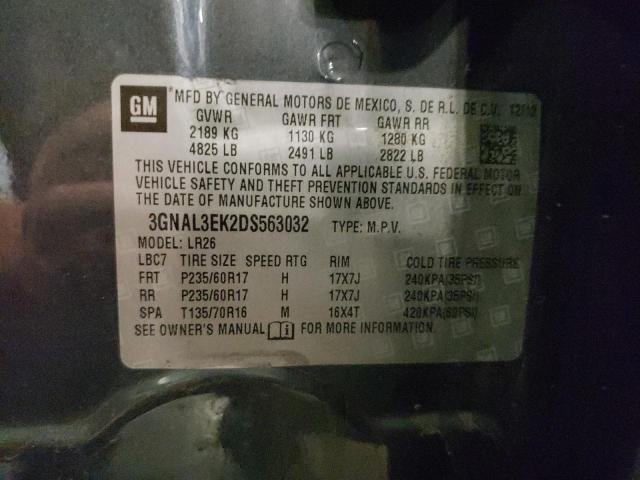 GM
MFD BY GENERAL MOTORS DE MEXICO, S. DE R.L. DE C.V. 12/12
GVWR GAWR FRT GAWR RR
2189 KG 1130 KG 1280 KG
4825 LB 2491 LB 2822 LB
THIS VEHICLE CONFORMS TO ALL APPLICABLE U.S. FEDERAL MOTOR
VEHICLE SAFETY AND THEFT PREVENTION STANDARDS IN EFFECT ON
THE DATE OF MANUFACTURE SHOWN ABOVE.
3GNAL3EK2DS563032 TYPE: M.P.V.
MODEL: LR26
LBC7 TIRE SIZE SPEED RTG RIM COLD TIRE PRESSURE
FRT P235/60R17 H 17X7J 240KPA(35PSI)
RR P235/60R17 H 17X7J 240KPA(35PSI)
SPA T135/70R16 M 16X4T 420KPA(60PSI)
SEE OWNER'S MANUAL FOR MORE INFORMATION.